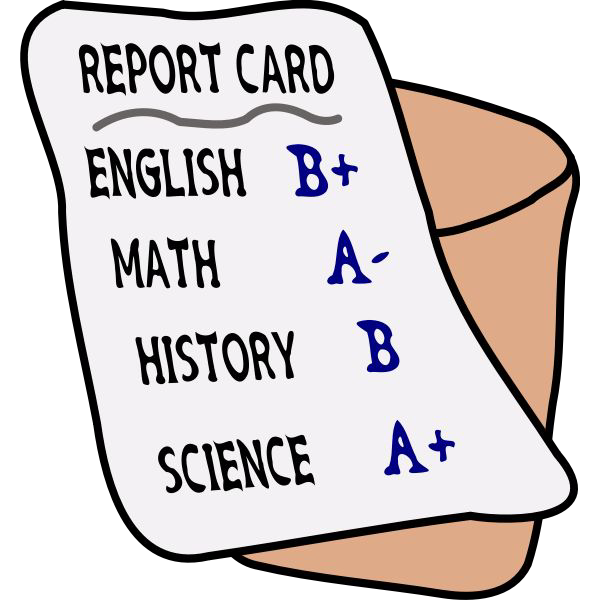 REPORT CARD
ENGLISH B+
MATH A-
HISTORY B
SCIENCE A+